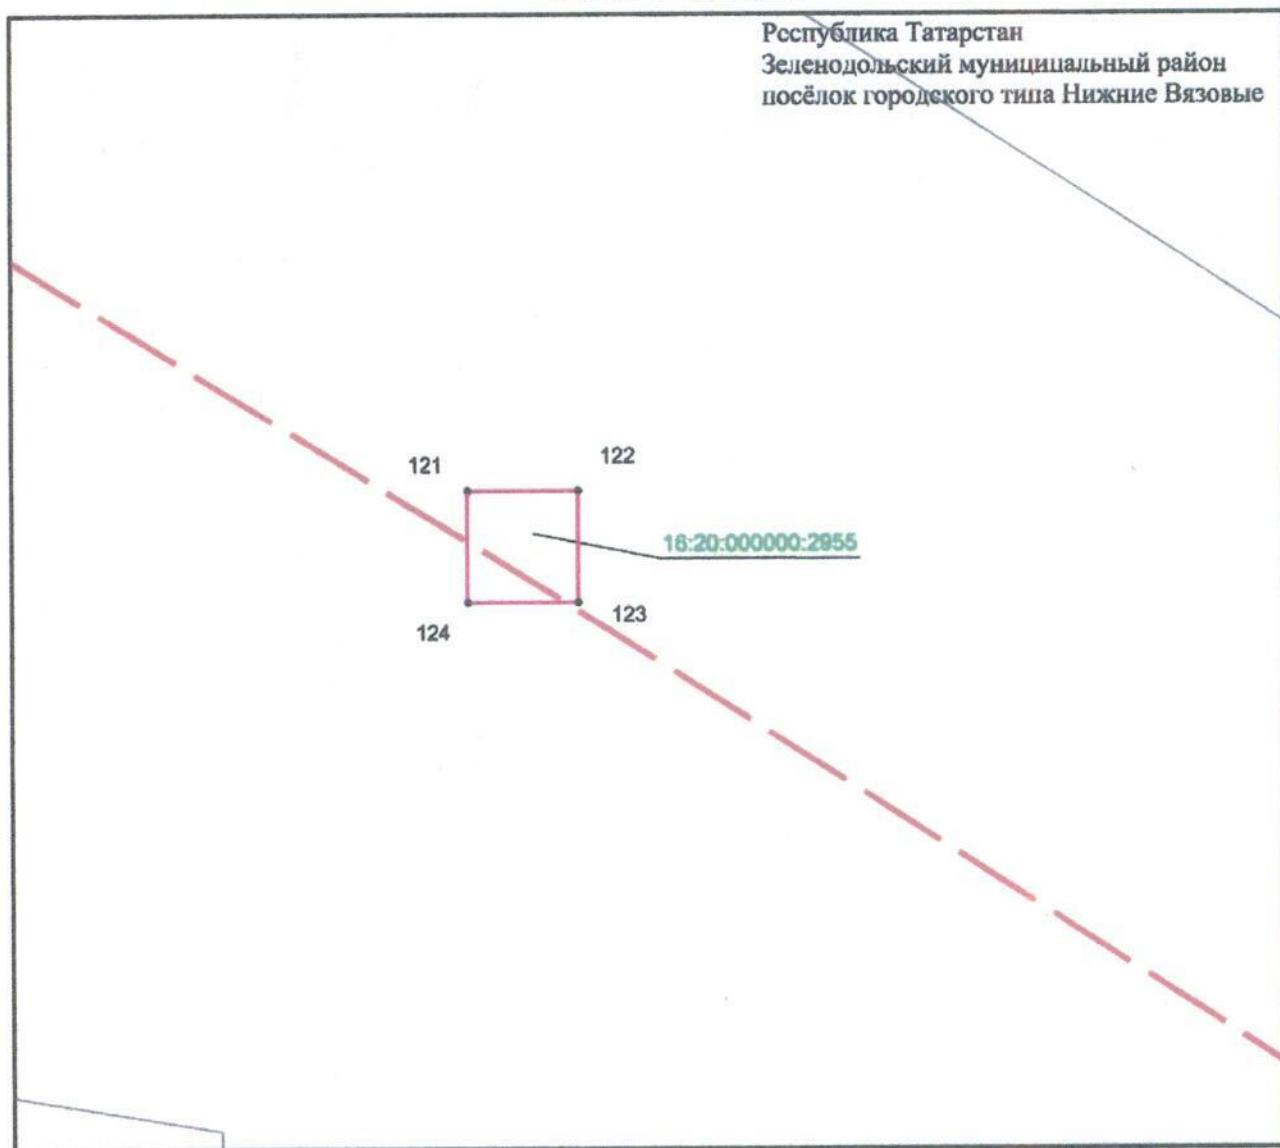 Республика Татарстан
Зеленодольский муниципальный район
посёлок городского типа Нижние Вязовые
121
122
16:20:000000:2955
123
124